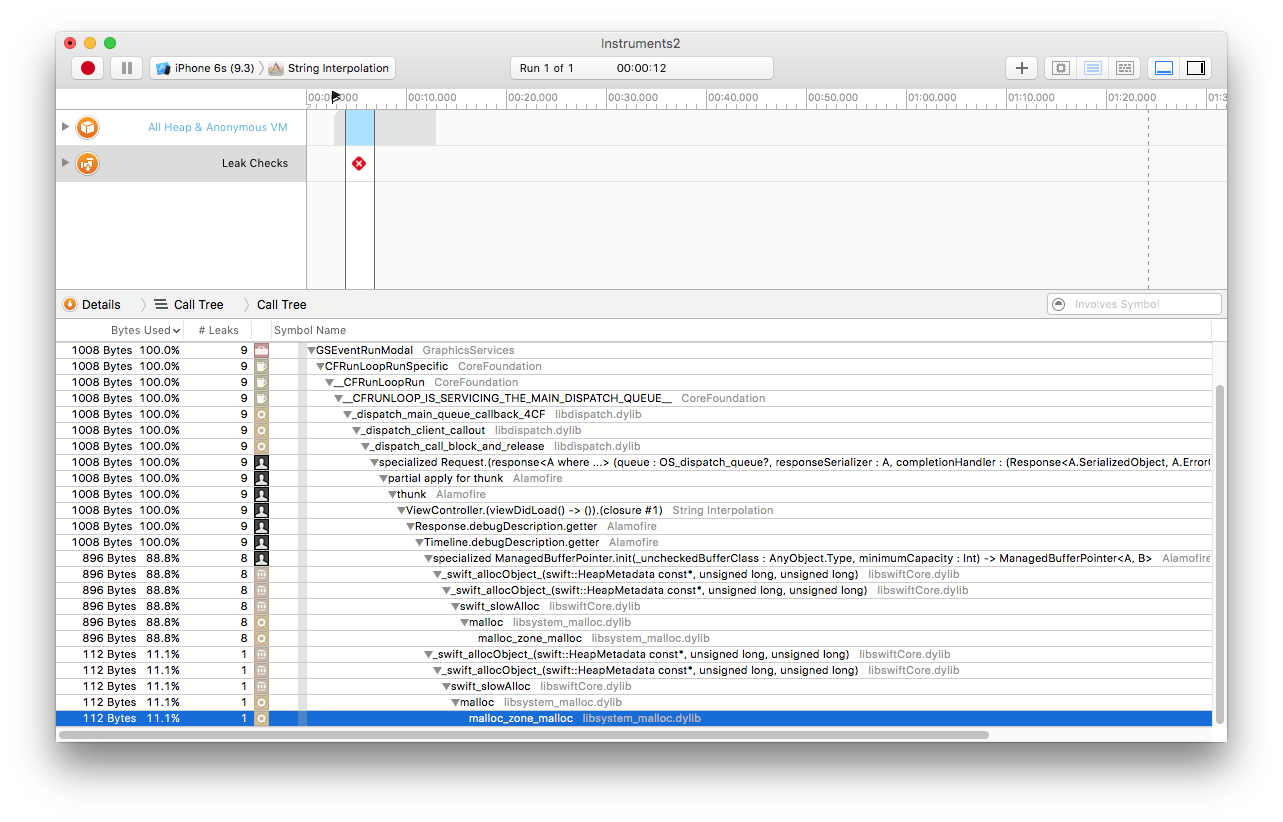 Instruments2
iPhone 6s (9.3) String Interpolation Run 1 of 1 00:00:12
00:10.000 00:20.000 00:30.000 00:40.000 00:50.000 01:00.000 01:10.000 01:20.000
All Heap & Anonymous VM
Leak Checks
Details Call Tree Call Tree Involves Symbol
Bytes Used # Leaks Symbol Name
1008 Bytes 100.0% 9 GSEventRunModal GraphicsServices
1008 Bytes 100.0% 9 CFRunLoopRunSpecific CoreFoundation
1008 Bytes 100.0% 9 __CFRunLoopRun CoreFoundation
1008 Bytes 100.0% 9 __CFRUNLOOP_IS_SERVICING_THE_MAIN_DISPATCH_QUEUE__ CoreFoundation
1008 Bytes 100.0% 9 _dispatch_main_queue_callback_4CF libdispatch.dylib
1008 Bytes 100.0% 9 _dispatch_client_callout libdispatch.dylib
1008 Bytes 100.0% 9 _dispatch_call_block_and_release libdispatch.dylib
1008 Bytes 100.0% 9 specialized Request.(response<A where ...> (queue : OS_dispatch_queue?, responseSerializer : A, completionHandler : (Response<A.SerializedObject, A.Error
1008 Bytes 100.0% 9 partial apply for thunk Alamofire
1008 Bytes 100.0% 9 thunk Alamofire
1008 Bytes 100.0% 9 ViewController.(viewDidLoad() -> ()).(closure #1) String Interpolation
1008 Bytes 100.0% 9 Response.debugDescription.getter Alamofire
1008 Bytes 100.0% 9 Timeline.debugDescription.getter Alamofire
896 Bytes 88.8% 8 specialized ManagedBufferPointer.init(_uncheckedBufferClass : AnyObject.Type, minimumCapacity : Int) -> ManagedBufferPointer<A, B> Alamofire
896 Bytes 88.8% 8 _swift_allocObject_(swift::HeapMetadata const*, unsigned long, unsigned long) libswiftCore.dylib
896 Bytes 88.8% 8 _swift_allocObject_(swift::HeapMetadata const*, unsigned long, unsigned long) libswiftCore.dylib
896 Bytes 88.8% 8 swift_slowAlloc libswiftCore.dylib
896 Bytes 88.8% 8 malloc libsystem_malloc.dylib
896 Bytes 88.8% 8 malloc_zone_malloc libsystem_malloc.dylib
112 Bytes 11.1% 1 _swift_allocObject_(swift::HeapMetadata const*, unsigned long, unsigned long) libswiftCore.dylib
112 Bytes 11.1% 1 _swift_allocObject_(swift::HeapMetadata const*, unsigned long, unsigned long) libswiftCore.dylib
112 Bytes 11.1% 1 swift_slowAlloc libswiftCore.dylib
112 Bytes 11.1% 1 malloc libsystem_malloc.dylib
112 Bytes 11.1% 1 malloc_zone_malloc libsystem_malloc.dylib